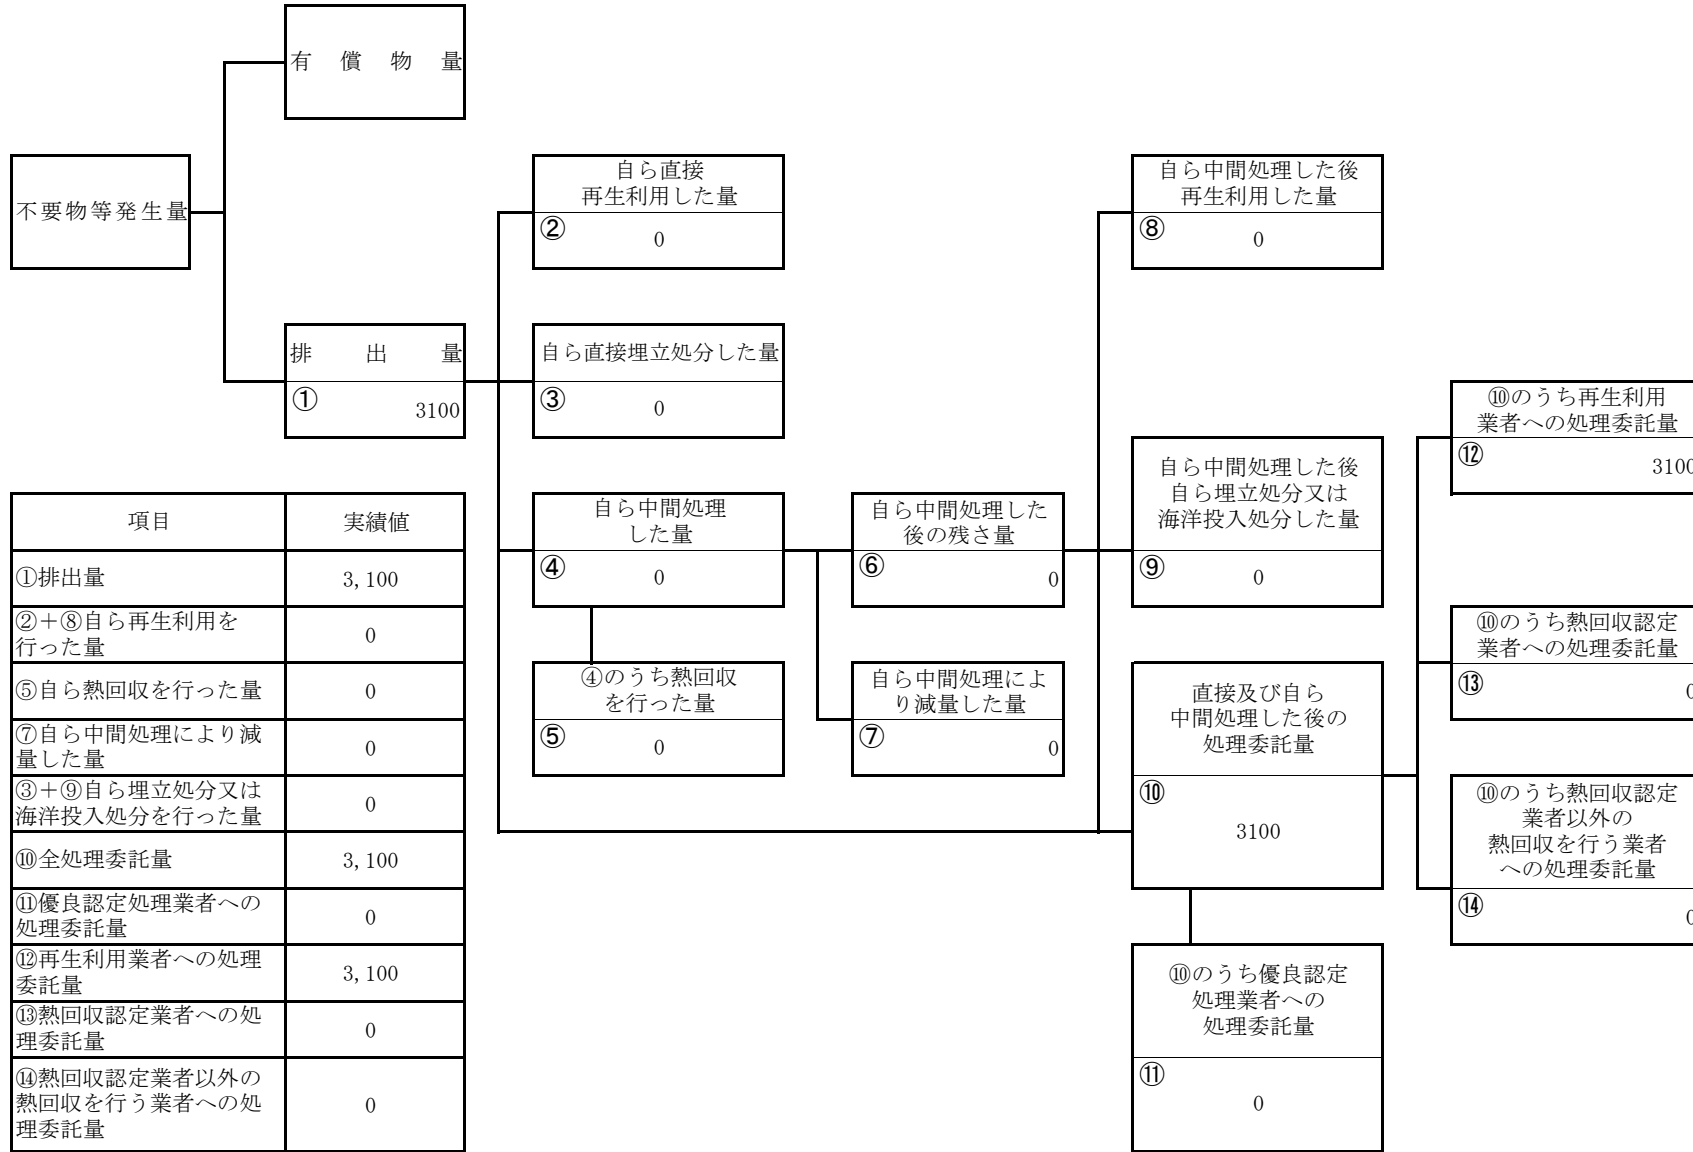 有償物量
不要物等発生量
排出量
①
3100
自ら直接
再生利用した量
②
0
自ら直接埋立処分した量
③
0
自ら中間処理
した量
④
0
④のうち熱回収
を行った量
⑤
0
自ら中間処理した
後の残さ量
⑥
0
自ら中間処理によ
り減量した量
⑦
0
自ら中間処理した後
再生利用した量
⑧
0
自ら中間処理した後
自ら埋立処分又は
海洋投入処分した量
⑨
0
直接及び自ら
中間処理した後の
処理委託量
⑩
3100
⑩のうち優良認定
処理業者への
処理委託量
⑪
0
⑩のうち再生利用
業者への処理委託量
⑫
3100
⑩のうち熱回収認定
業者への処理委託量
⑬
0
⑩のうち熱回収認定
業者以外の
熱回収を行う業者
への処理委託量
⑭
0
項目 実績値
①排出量 3,100
②＋⑧自ら再生利用を
行った量 0
⑤自ら熱回収を行った量 0
⑦自ら中間処理により減
量した量 0
③＋⑨自ら埋立処分又は
海洋投入処分を行った量 0
⑩全処理委託量 3,100
⑪優良認定処理業者への
処理委託量 0
⑫再生利用業者への処理
委託量 3,100
⑬熱回収認定業者への処
理委託量 0
⑭熱回収認定業者以外の
熱回収を行う業者への処
理委託量 0